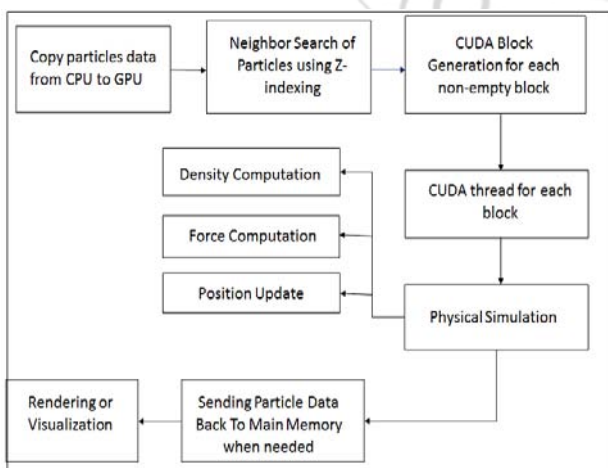 Copy particles data
from CPU to GPU
Neighbor Search of
Particles using Z-
indexing
CUDA Block
Generation for each
non-empty block
Density Computation
CUDA thread for each
block
Force Computation
Position Update
Physical Simulation
Rendering or
Visualization
Sending Particle Data
Back To Main Memory
when needed